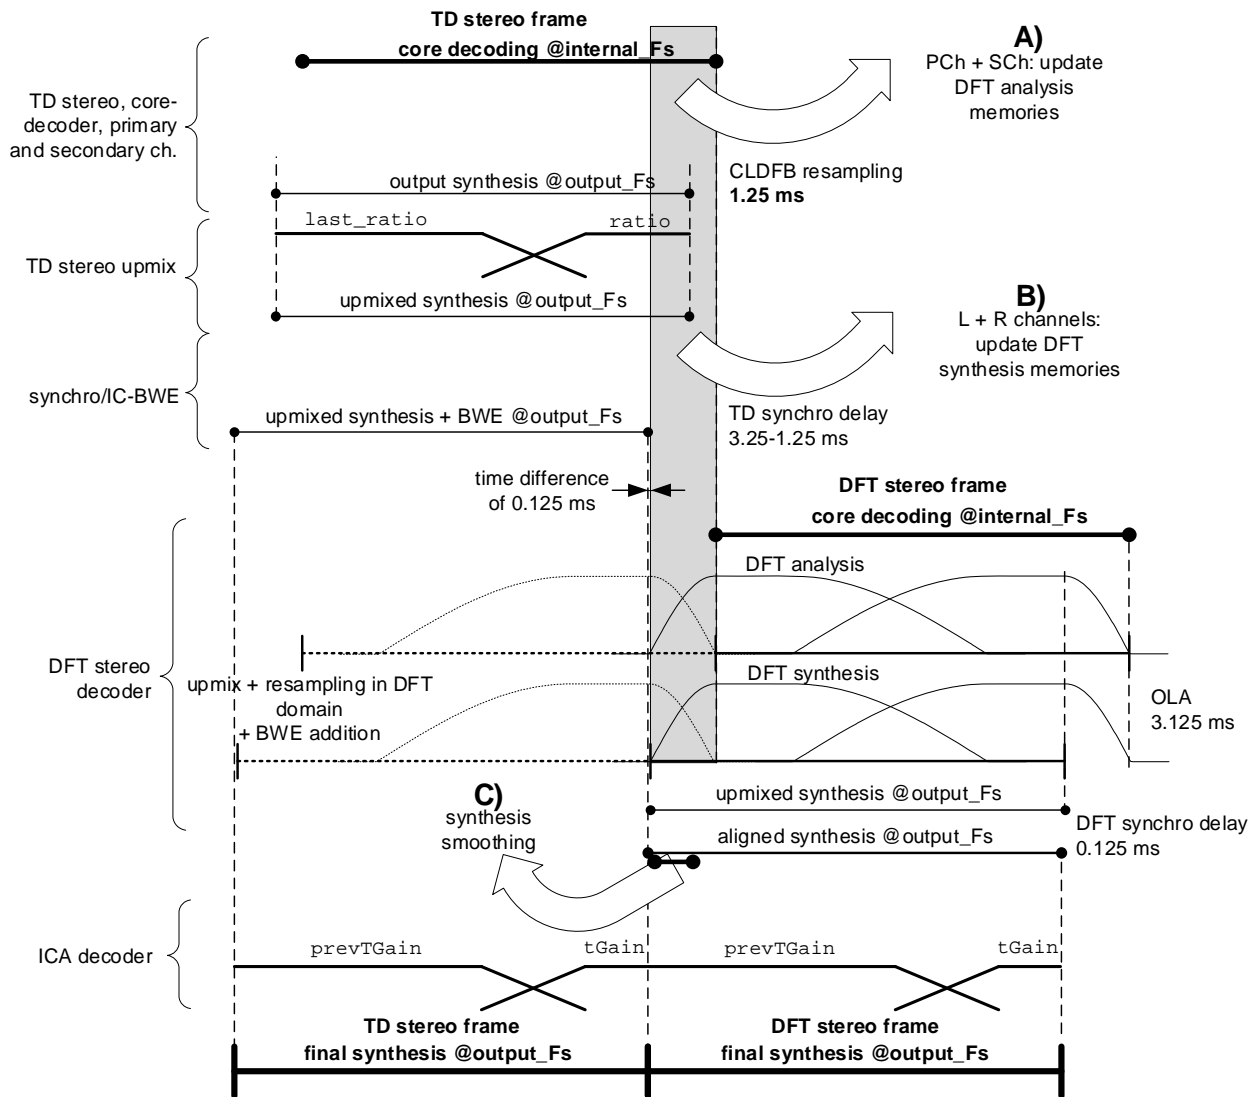 TD stereo frame
core decoding @internal_Fs
A)
PCh + SCh: update
DFT analysis
memories
TD stereo, core-
decoder, primary
and secondary ch.
CLDFB resampling
1.25 ms
output synthesis @output_Fs
last_ratio
ratio
TD stereo upmix
upmixed synthesis @output_Fs
B)
L + R channels:
update DFT
synthesis memories
synchro/IC-BWE
upmixed synthesis + BWE @output_Fs
TD synchro delay
3.25-1.25 ms
time difference
of 0.125 ms
DFT stereo frame
core decoding @internal_Fs
DFT analysis
DFT stereo
decoder
upmix + resampling in DFT
domain
+ BWE addition
DFT synthesis
OLA
3.125 ms
C)
synthesis
smoothing
upmixed synthesis @output_Fs
aligned synthesis @output_Fs
DFT synchro delay
0.125 ms
ICA decoder
prevTGain
tGain
prevTGain
tGain
TD stereo frame
final synthesis @output_Fs
DFT stereo frame
final synthesis @output_Fs